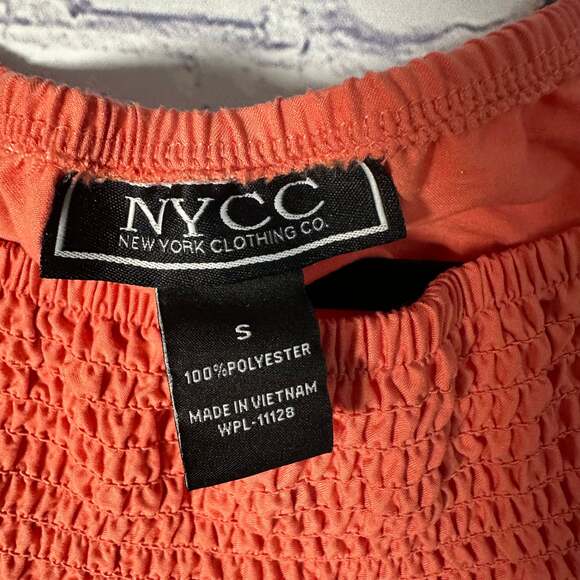 NYCC
NEW YORK CLOTHING CO.
S
100%POLYESTER
MADE IN VIETNAM
WPL-11128